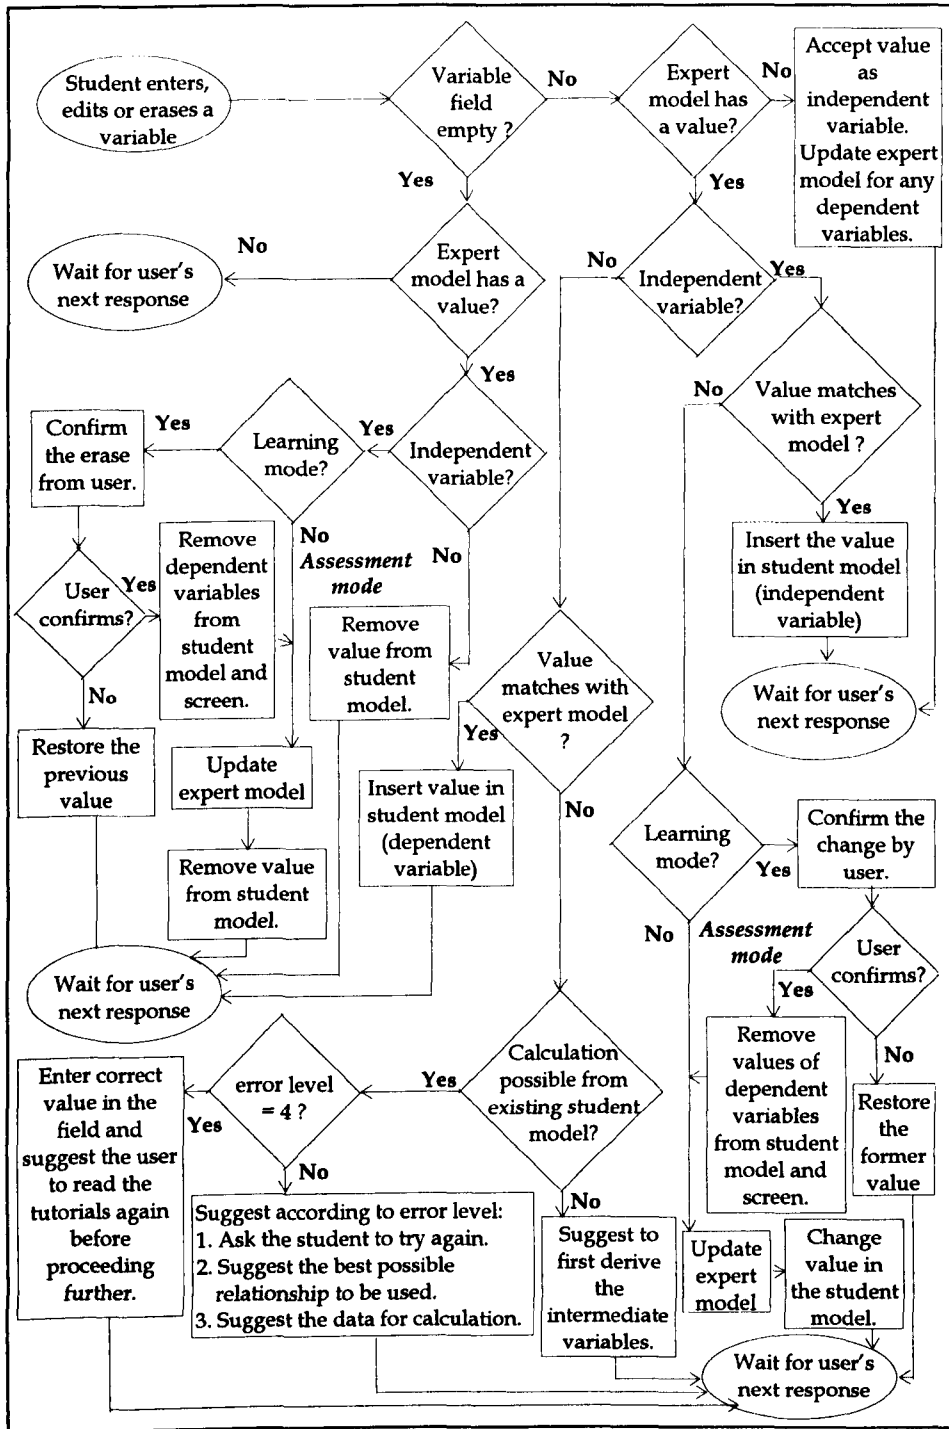 Student enters,
edits or erases a
variable
Variable
field
empty ?
No
Expert
model has
a value?
No
Accept value
as
independent
variable.
Update expert
model for any
dependent
variables.
Yes
Yes
Wait for user's
next response
No
Expert
model has a
value?
No
Independent
variable?
Yes
Yes
No
Value matches
with expert
model ?
Confirm
the erase
from user.
Yes
Learning
mode?
Yes
Independent
variable?
Yes
Insert the value
in student model
(independent
variable)
User
confirms?
Yes
Remove
dependent
variables
from
student
model and
screen.
No
Assessment
mode
No
Remove
value from
student
model.
Value
matches with
expert model
?
Yes
Wait for user's
next response
No
Restore the
previous
value
Update
expert model
Insert value in
student model
(dependent
variable)
No
Learning
mode?
Yes
Confirm the
change by
user.
Remove value
from student
model.
No
Assessment
mode
User
confirms?
Yes
Wait for user's
next response
Enter correct
value in the
field and
suggest the user
to read the
tutorials again
before
proceeding
further.
Yes
error level
= 4 ?
Yes
Calculation
possible from
existing student
model?
Remove
values of
dependent
variables
from student
model and
screen.
No
Restore
the
former
value
No
Suggest according to error level:
1. Ask the student to try again.
2. Suggest the best possible
relationship to be used.
3. Suggest the data for calculation.
No
Suggest to
first derive
the
intermediate
variables.
Update
expert
model
Change
value in
the student
model.
Wait for user's
next response